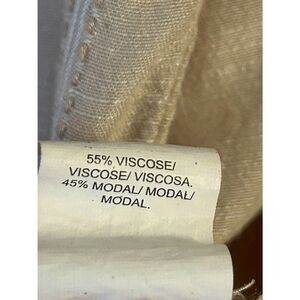 55% VISCOSE/
VISCOSE/ VISCOSA.
45% MODAL/ MODAL/
MODAL.